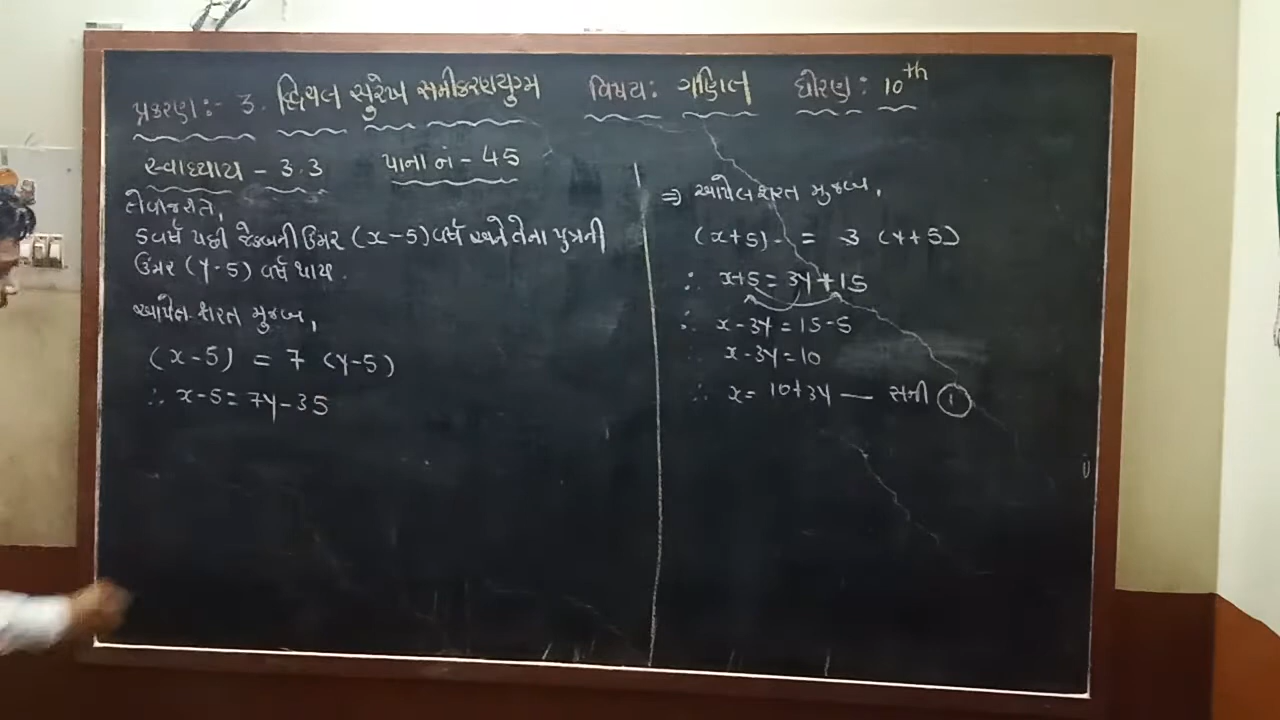 પ્રકરણ:- 3. દ્વિચલ સુરેખ સમીકરણયુગ્મ વિષય: ગણિત ધોરણ: 10th
સ્વાધ્યાય - 3.3 પાના નં - 45
તેવીજ રીતે,
5 વર્ષ પહી જેકબની ઉંમર (x-5) વર્ષ અને તેના પુત્રની
ઉંમર (y-5) વર્ષ થાય.
આપેલ શરત મુજબ,
(x-5) = 7 (y-5)
∴ x-5 = 7y-35
⇒ આપેલ શરત મુજબ,
(x+5) = 3 (y+5)
∴ x+5 = 3y+15
∴ x-3y = 15-5
x-3y = 10
∴ x = 10+3y — સમી ①